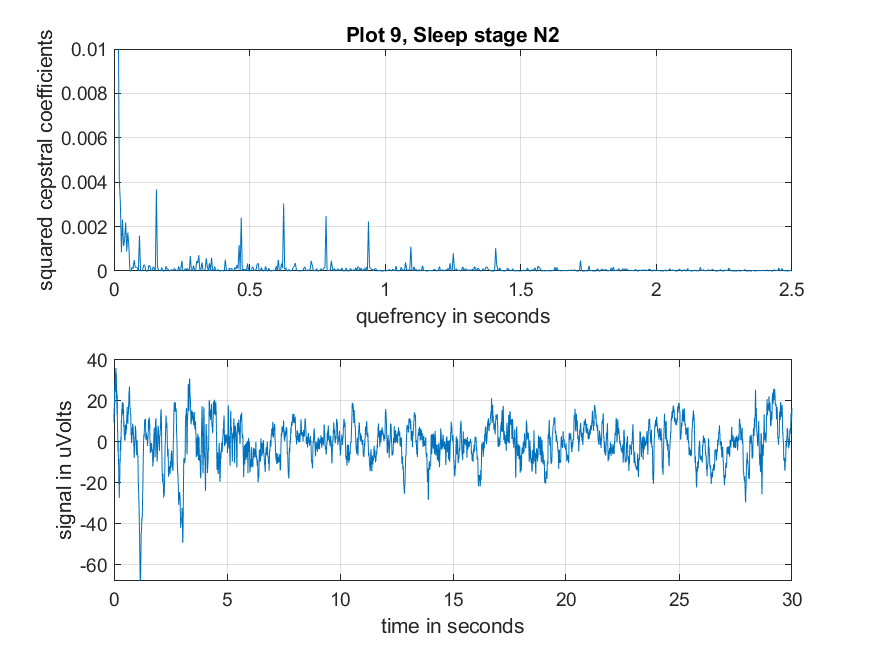 Plot 9, Sleep stage N2
squared cepstral coefficients
0.01
0.008
0.006
0.004
0.002
0
0 0.5 1 1.5 2 2.5
quefrency in seconds
signal in uVolts
40
20
0
-20
-40
-60
0 5 10 15 20 25 30
time in seconds